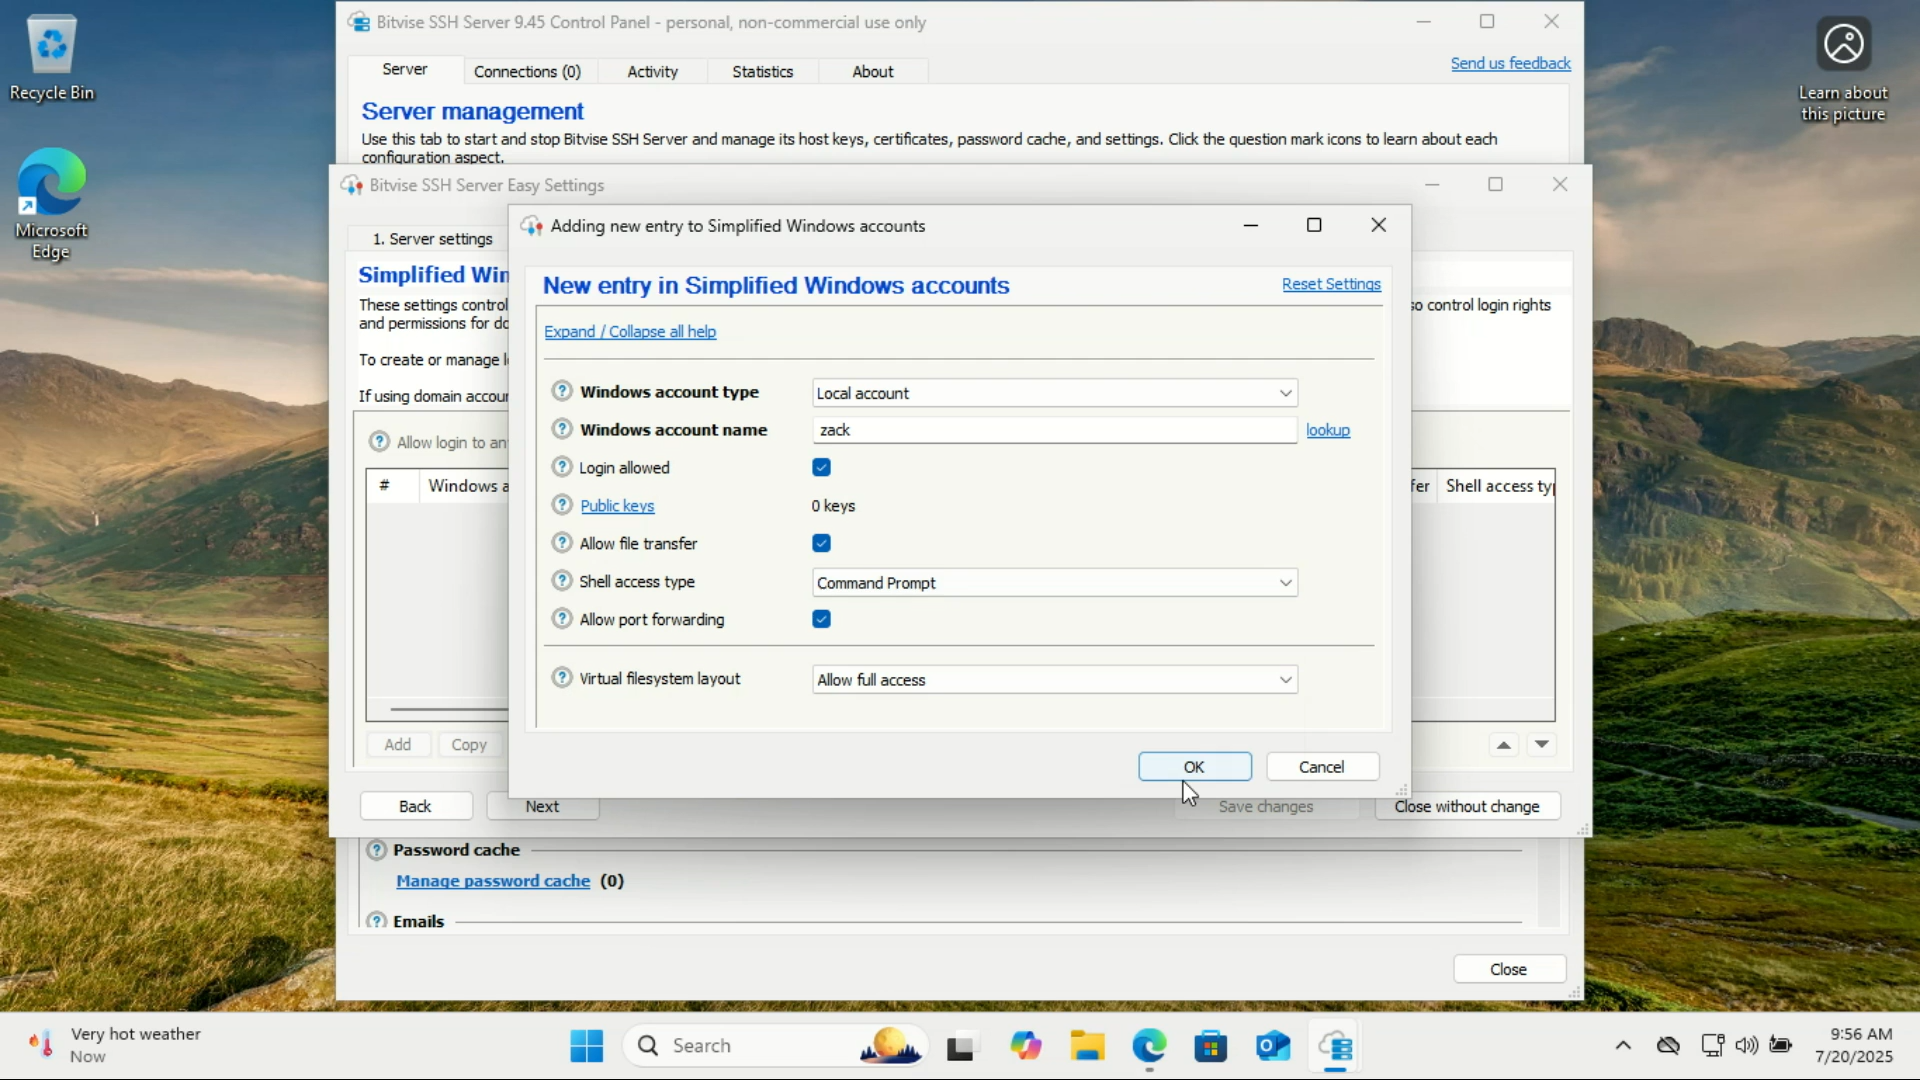 Recycle Bin
Microsoft
Edge
Learn about
this picture
Bitvise SSH Server 9.45 Control Panel - personal, non-commercial use only
Send us feedback
Server
Connections (0)
Activity
Statistics
About
Server management
Use this tab to start and stop Bitvise SSH Server and manage its host keys, certificates, password cache, and settings. Click the question mark icons to learn about each
configuration aspect.
Bitvise SSH Server Easy Settings
1. Server settings
Simplified Win
These settings control
so control login rights
and permissions for do
To create or manage l
If using domain accour
Allow login to an
#
Windows a
fer
Shell access typ
Add
Copy
Back
Next
Save changes
Close without change
Adding new entry to Simplified Windows accounts
New entry in Simplified Windows accounts
Reset Settings
Expand / Collapse all help
Windows account type
Local account
Windows account name
zack
lookup
Login allowed
Public keys
0 keys
Allow file transfer
Shell access type
Command Prompt
Allow port forwarding
Virtual filesystem layout
Allow full access
OK
Cancel
Password cache
Manage password cache (0)
Emails
Close
Very hot weather
Now
Search
9:56 AM
7/20/2025